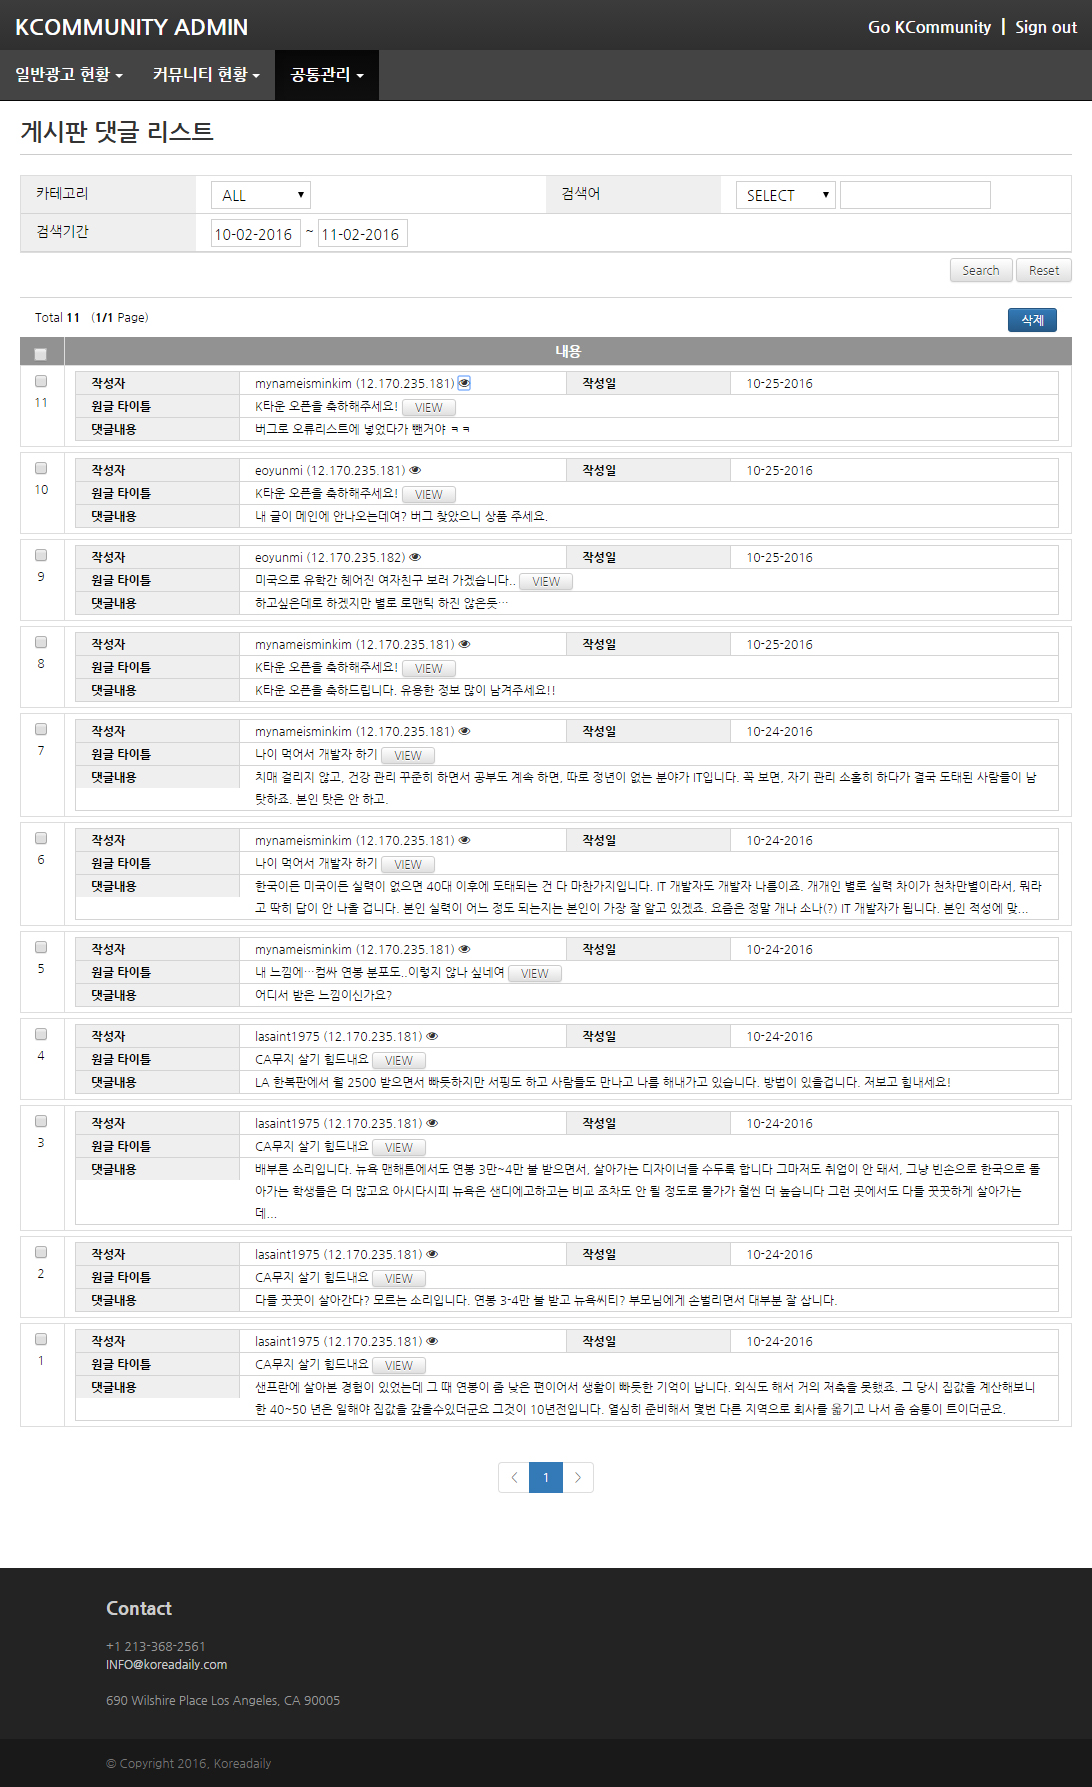 KCOMMUNITY ADMIN
Go KCommunity | Sign out
일반광고 현황 커뮤니티 현황 공통관리
게시판 댓글 리스트
카테고리 ALL 검색어 SELECT
검색기간 10-02-2016 ~ 11-02-2016
Search Reset
Total 11 (1/1 Page) 삭제
내용
작성자 mynameisminkim (12.170.235.181) 작성일 10-25-2016
11
원글 타이틀 K타운 오픈을 축하해주세요! VIEW
댓글내용 버그로 오류리스트에 넣었다가 뺀거야 ㅋㅋ
작성자 eoyunmi (12.170.235.181) 작성일 10-25-2016
10
원글 타이틀 K타운 오픈을 축하해주세요! VIEW
댓글내용 내 글이 메인에 안나오는데여? 버그 찾았으니 상품 주세요.
작성자 eoyunmi (12.170.235.182) 작성일 10-25-2016
9
원글 타이틀 미국으로 유학간 헤어진 여자친구 보러 가겠습니다.. VIEW
댓글내용 하고싶은데로 하겠지만 별로 로맨틱 하진 않은듯…
작성자 mynameisminkim (12.170.235.181) 작성일 10-25-2016
8
원글 타이틀 K타운 오픈을 축하해주세요! VIEW
댓글내용 K타운 오픈을 축하드립니다. 유용한 정보 많이 남겨주세요!!
작성자 mynameisminkim (12.170.235.181) 작성일 10-24-2016
7
원글 타이틀 나이 먹어서 개발자 하기 VIEW
댓글내용 치매 걸리지 않고, 건강 관리 꾸준히 하면서 공부도 계속 하면, 따로 정년이 없는 분야가 IT입니다. 꼭 보면, 자기 관리 소홀히 하다가 결국 도태된 사람들이 남
탓하죠. 본인 탓은 안 하고.
작성자 mynameisminkim (12.170.235.181) 작성일 10-24-2016
6
원글 타이틀 나이 먹어서 개발자 하기 VIEW
댓글내용 한국이든 미국이든 실력이 없으면 40대 이후에 도태되는 건 다 마찬가지입니다. IT 개발자도 개발자 나름이죠. 개개인 별로 실력 차이가 천차만별이라서, 뭐라
고 딱히 답이 안 나올 겁니다. 본인 실력이 어느 정도 되는지는 본인이 가장 잘 알고 있겠죠. 요즘은 정말 개나 소나(?) IT 개발자가 됩니다. 본인 적성에 맞...
작성자 mynameisminkim (12.170.235.181) 작성일 10-24-2016
5
원글 타이틀 내 느낌에…컴싸 연봉 분포도..이렇지 않나 싶네여 VIEW
댓글내용 어디서 받은 느낌이신가요?
작성자 lasaint1975 (12.170.235.181) 작성일 10-24-2016
4
원글 타이틀 CA무지 살기 힘드내요 VIEW
댓글내용 LA 한복판에서 월 2500 받으면서 빠듯하지만 서핑도 하고 사람들도 만나고 나름 해내가고 있습니다. 방법이 있을겁니다. 저보고 힘내세요!
작성자 lasaint1975 (12.170.235.181) 작성일 10-24-2016
3
원글 타이틀 CA무지 살기 힘드내요 VIEW
댓글내용 배부른 소리입니다. 뉴욕 맨해튼에서도 연봉 3만~4만 불 받으면서, 살아가는 디자이너들 수두룩 합니다 그마저도 취업이 안 돼서, 그냥 빈손으로 한국으로 돌
아가는 학생들은 더 많고요 아시다시피 뉴욕은 샌디에고하고는 비교 조차도 안 될 정도로 물가가 훨씬 더 높습니다 그런 곳에서도 다들 꿋꿋하게 살아가는
데...
작성자 lasaint1975 (12.170.235.181) 작성일 10-24-2016
2
원글 타이틀 CA무지 살기 힘드내요 VIEW
댓글내용 다들 꿋꿋이 살아간다? 모르는 소리입니다. 연봉 3-4만 불 받고 뉴욕씨티? 부모님에게 손벌리면서 대부분 잘 삽니다.
작성자 lasaint1975 (12.170.235.181) 작성일 10-24-2016
1
원글 타이틀 CA무지 살기 힘드내요 VIEW
댓글내용 샌프란에 살아본 경험이 있었는데 그 때 연봉이 좀 낮은 편이어서 생활이 빠듯한 기억이 납니다. 외식도 해서 거의 저축을 못했죠. 그 당시 집값을 계산해보니
한 40~50 년은 일해야 집값을 갚을수있더군요 그것이 10년전입니다. 열심히 준비해서 몇번 다른 지역으로 회사를 옮기고 나서 좀 숨통이 트이더군요.
1
Contact
+1 213-368-2561
INFO@koreadaily.com
690 Wilshire Place Los Angeles, CA 90005
© Copyright 2016, Koreadaily